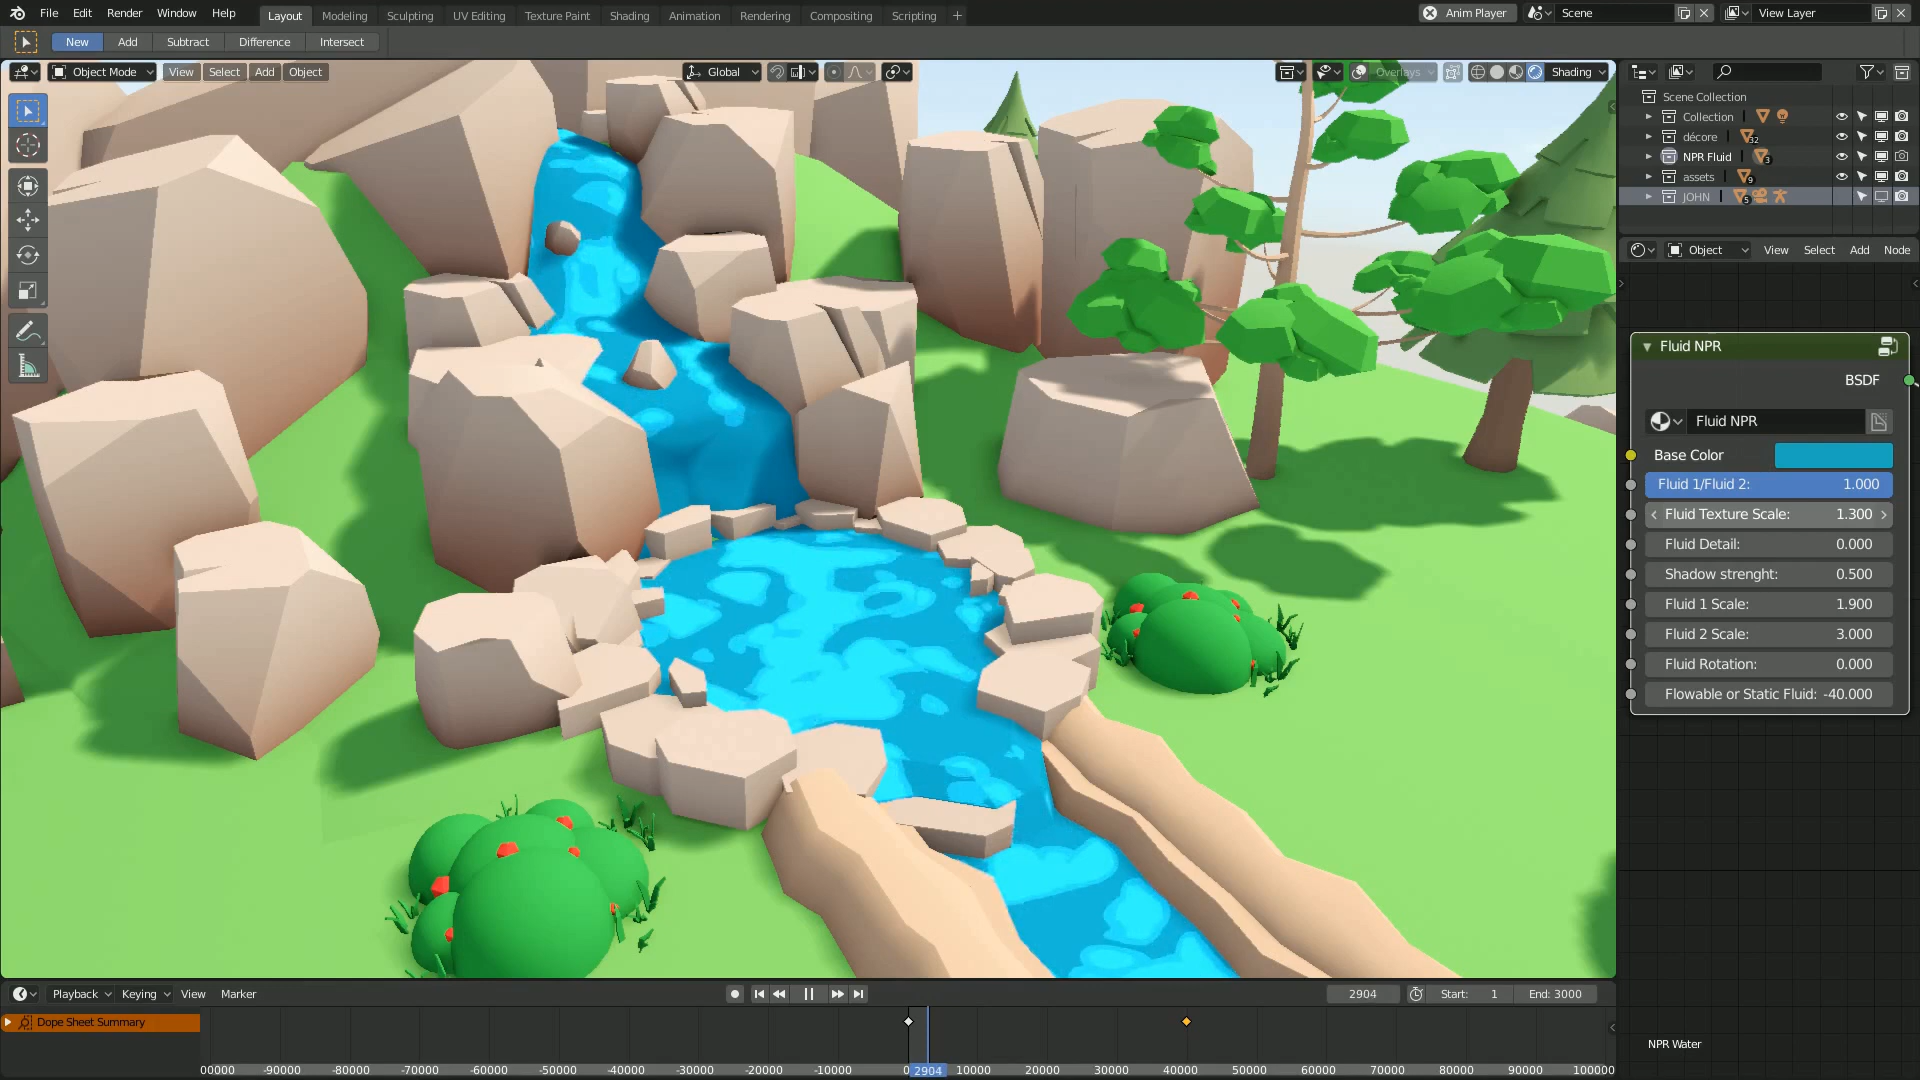 File Edit Render Window Help Layout Modeling Sculpting UV Editing Texture Paint Shading Animation Rendering Compositing Scripting + Anim Player Scene View Layer
New Add Subtract Difference Intersect
Object Mode View Select Add Object Global Overlays Shading
Scene Collection
Collection
décore 32
NPR Fluid 3
assets 9
JOHN 5
Object View Select Add Node
Fluid NPR
BSDF
Fluid NPR
Base Color
Fluid 1/Fluid 2: 1.000
Fluid Texture Scale: 1.300
Fluid Detail: 0.000
Shadow strenght: 0.500
Fluid 1 Scale: 1.900
Fluid 2 Scale: 3.000
Fluid Rotation: 0.000
Flowable or Static Fluid: -40.000
Playback Keying View Marker 2904 Start: 1 End: 3000
Dope Sheet Summary
NPR Water
00000 -90000 -80000 -70000 -60000 -50000 -40000 -30000 -20000 -10000 0 2904 10000 20000 30000 40000 50000 60000 70000 80000 90000 100000